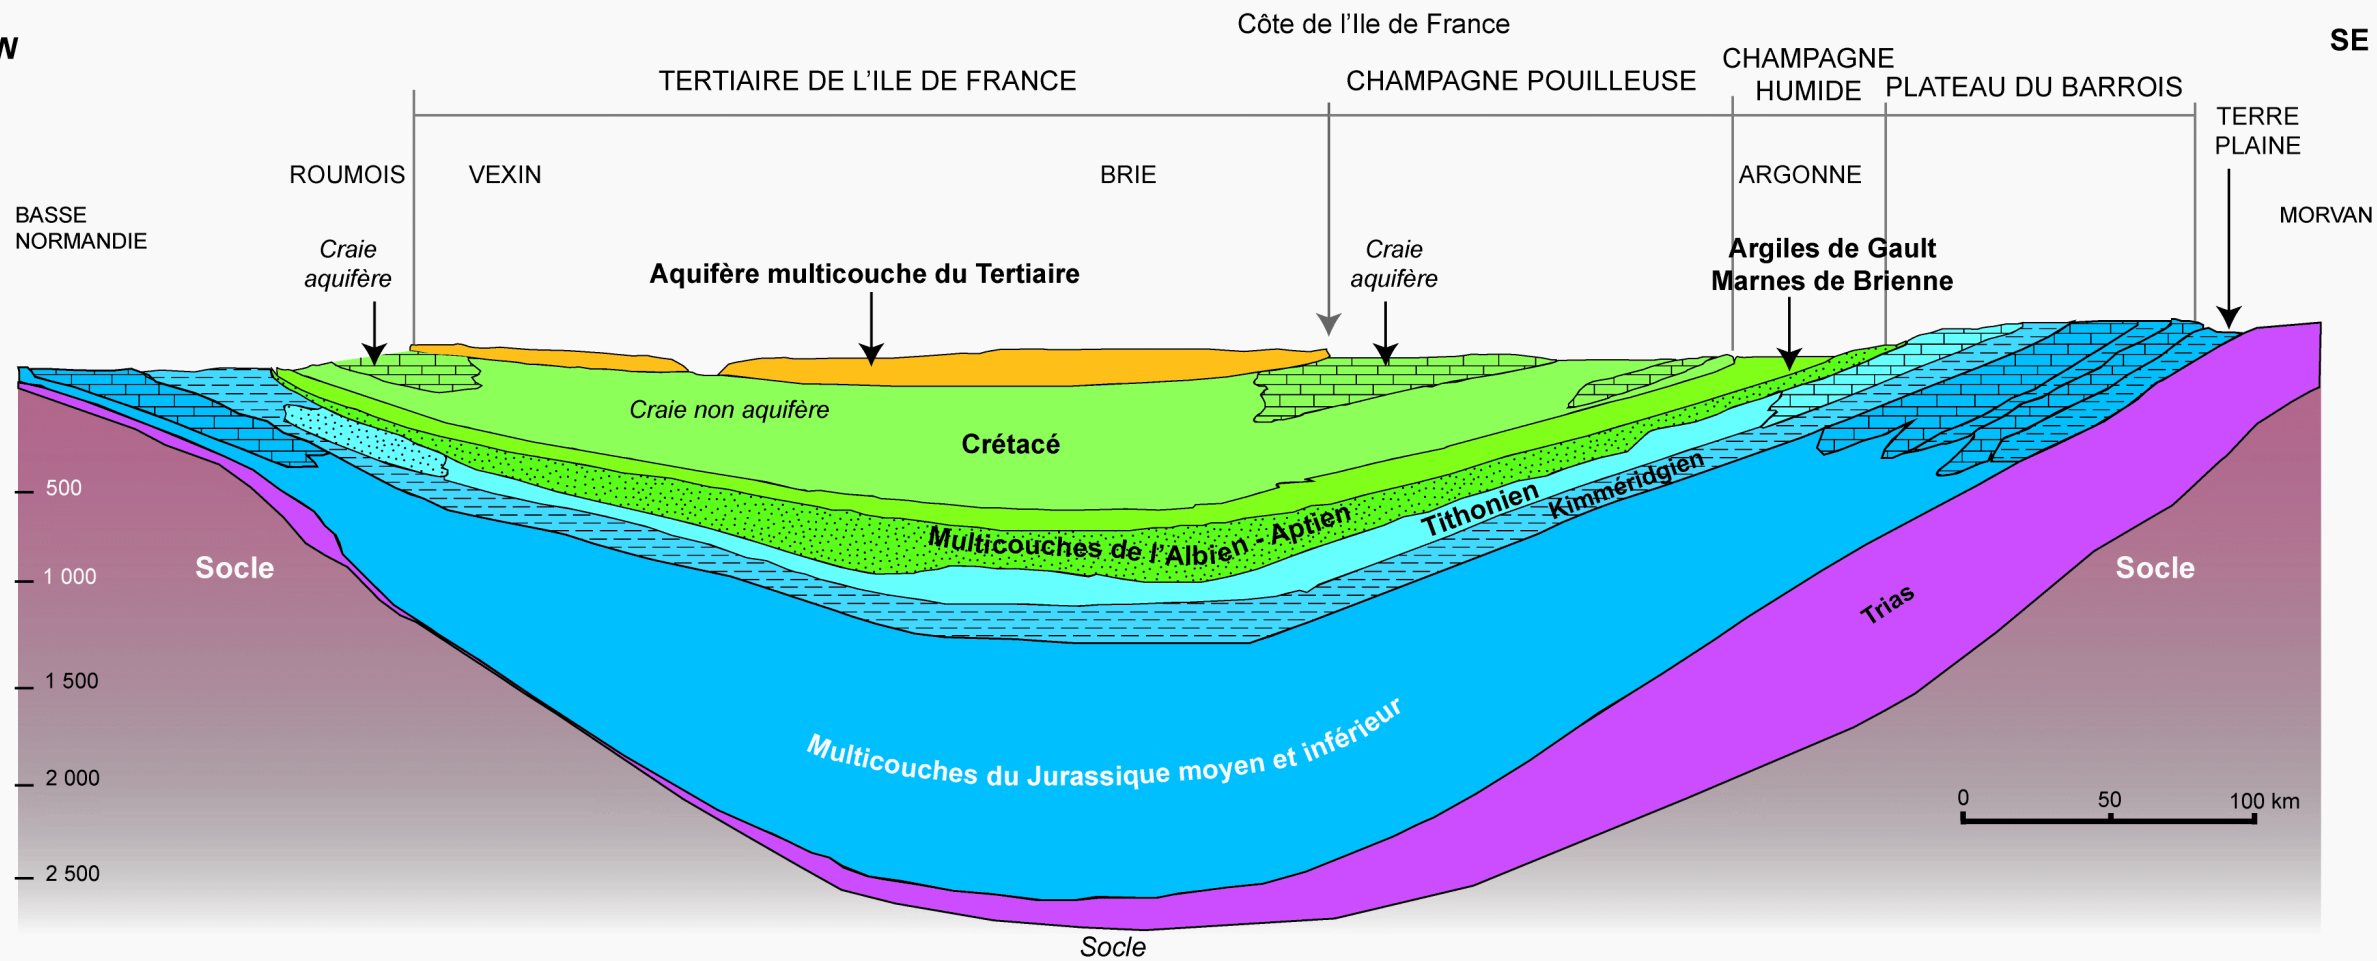 Côte de l'Ile de France
W
SE
TERTIAIRE DE L'ILE DE FRANCE
CHAMPAGNE POUILLEUSE
CHAMPAGNE
HUMIDE
PLATEAU DU BARROIS
TERRE
PLAINE
ROUMOIS
VEXIN
BRIE
ARGONNE
BASSE
NORMANDIE
MORVAN
Craie
aquifère
Aquifère multicouche du Tertiaire
Craie
aquifère
Argiles de Gault
Marnes de Brienne
Craie non aquifère
Crétacé
Multicouches de l'Albien - Aptien
Tithonien
Kimméridgien
500
Socle
1 000
Socle
Trias
1 500
Multicouches du Jurassique moyen et inférieur
2 000
0
50
100 km
2 500
Socle